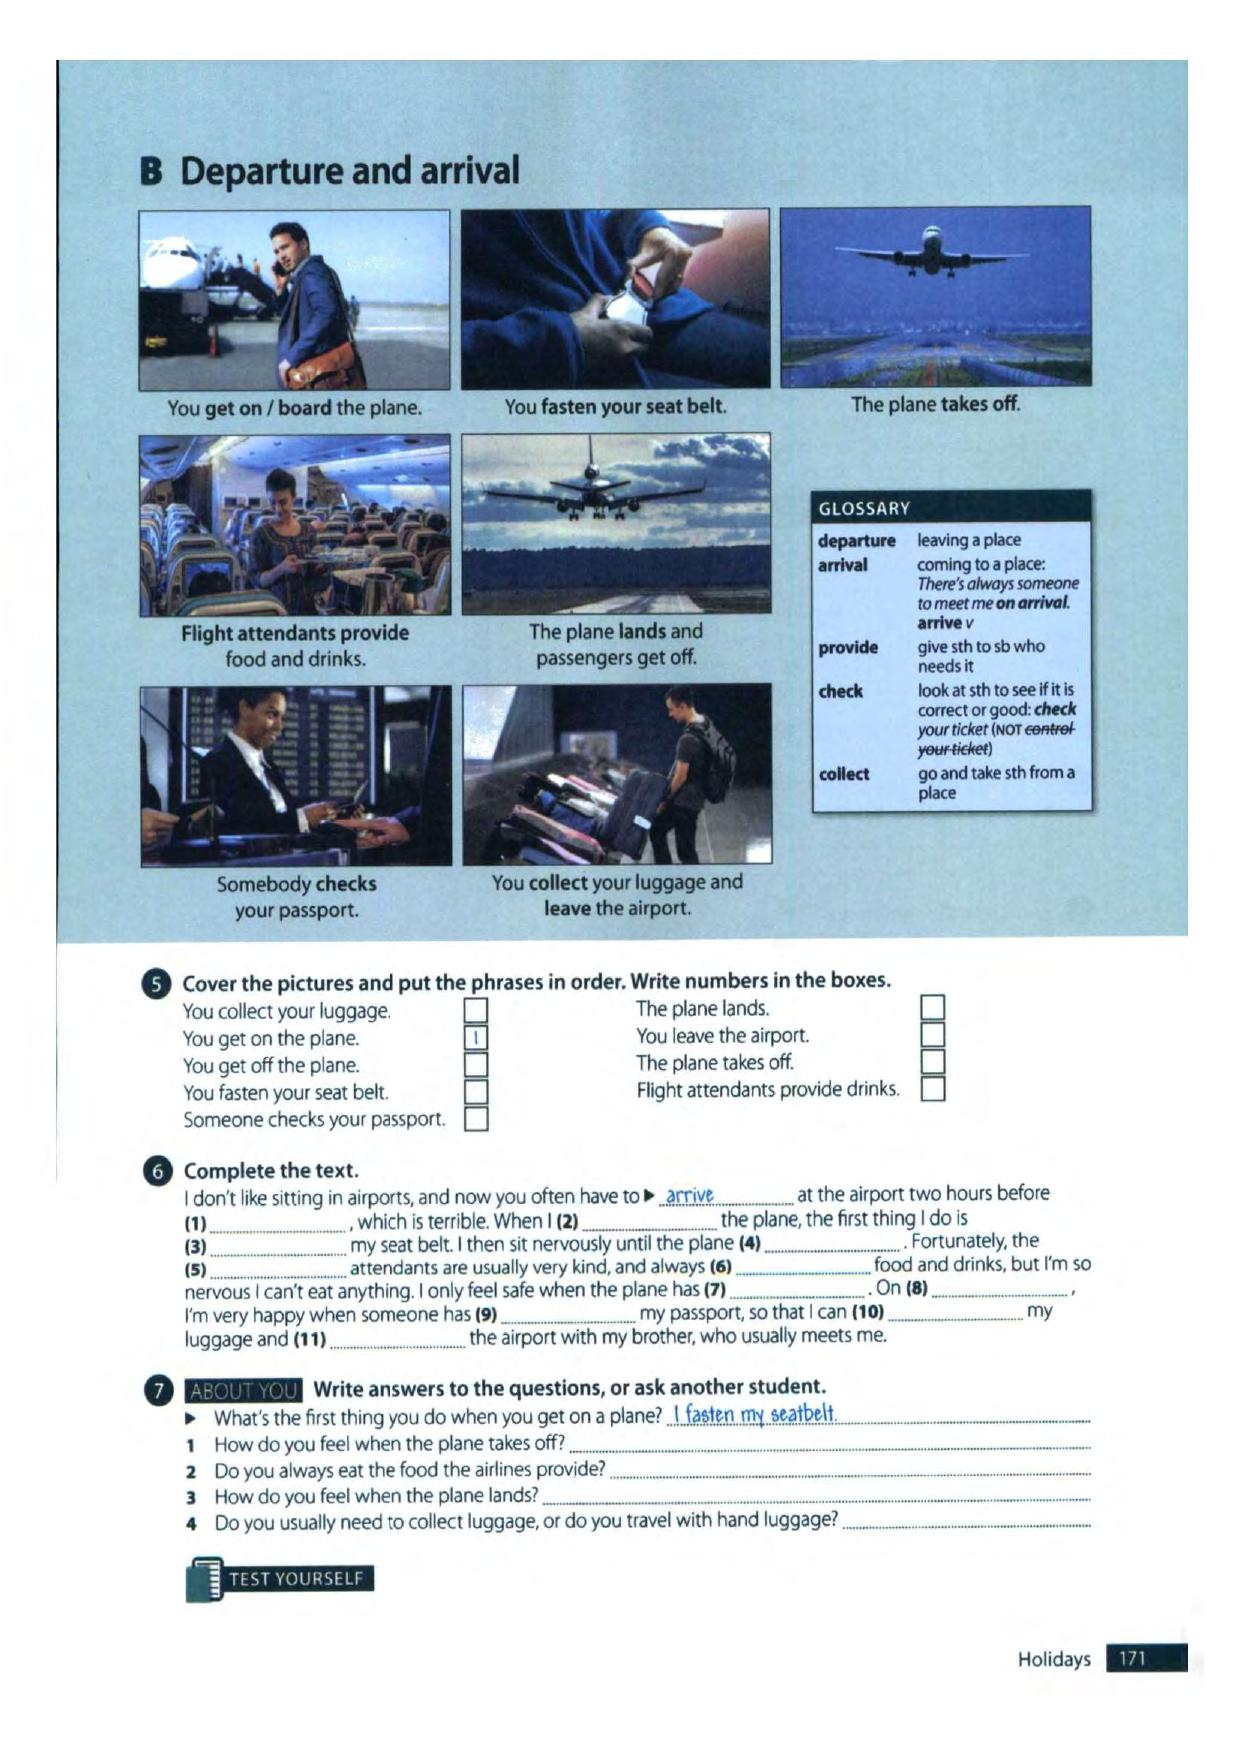 B Departure and arrival
You get on / board the plane.
You fasten your seat belt.
The plane takes off.
Flight attendants provide
food and drinks.
The plane lands and
passengers get off.
GLOSSARY
departure leaving a place
arrival coming to a place:
There's always someone
to meet me on arrival.
arrive v
provide give sth to sb who
needs it
check look at sth to see if it is
correct or good: check
your ticket (NOT control
your ticket)
collect go and take sth from a
place
Somebody checks
your passport.
You collect your luggage and
leave the airport.
5 Cover the pictures and put the phrases in order. Write numbers in the boxes.
You collect your luggage.
You get on the plane. 1
You get off the plane.
You fasten your seat belt.
Someone checks your passport.
The plane lands.
You leave the airport.
The plane takes off.
Flight attendants provide drinks.
6 Complete the text.
I don't like sitting in airports, and now you often have to ▶ arrive at the airport two hours before
(1) , which is terrible. When I (2) the plane, the first thing I do is
(3) my seat belt. I then sit nervously until the plane (4) . Fortunately, the
(5) attendants are usually very kind, and always (6) food and drinks, but I'm so
nervous I can't eat anything. I only feel safe when the plane has (7) . On (8) ,
I'm very happy when someone has (9) my passport, so that I can (10) my
luggage and (11) the airport with my brother, who usually meets me.
7 ABOUT YOU Write answers to the questions, or ask another student.
▶ What's the first thing you do when you get on a plane? I fasten my seatbelt.
1 How do you feel when the plane takes off?
2 Do you always eat the food the airlines provide?
3 How do you feel when the plane lands?
4 Do you usually need to collect luggage, or do you travel with hand luggage?
TEST YOURSELF
Holidays 171